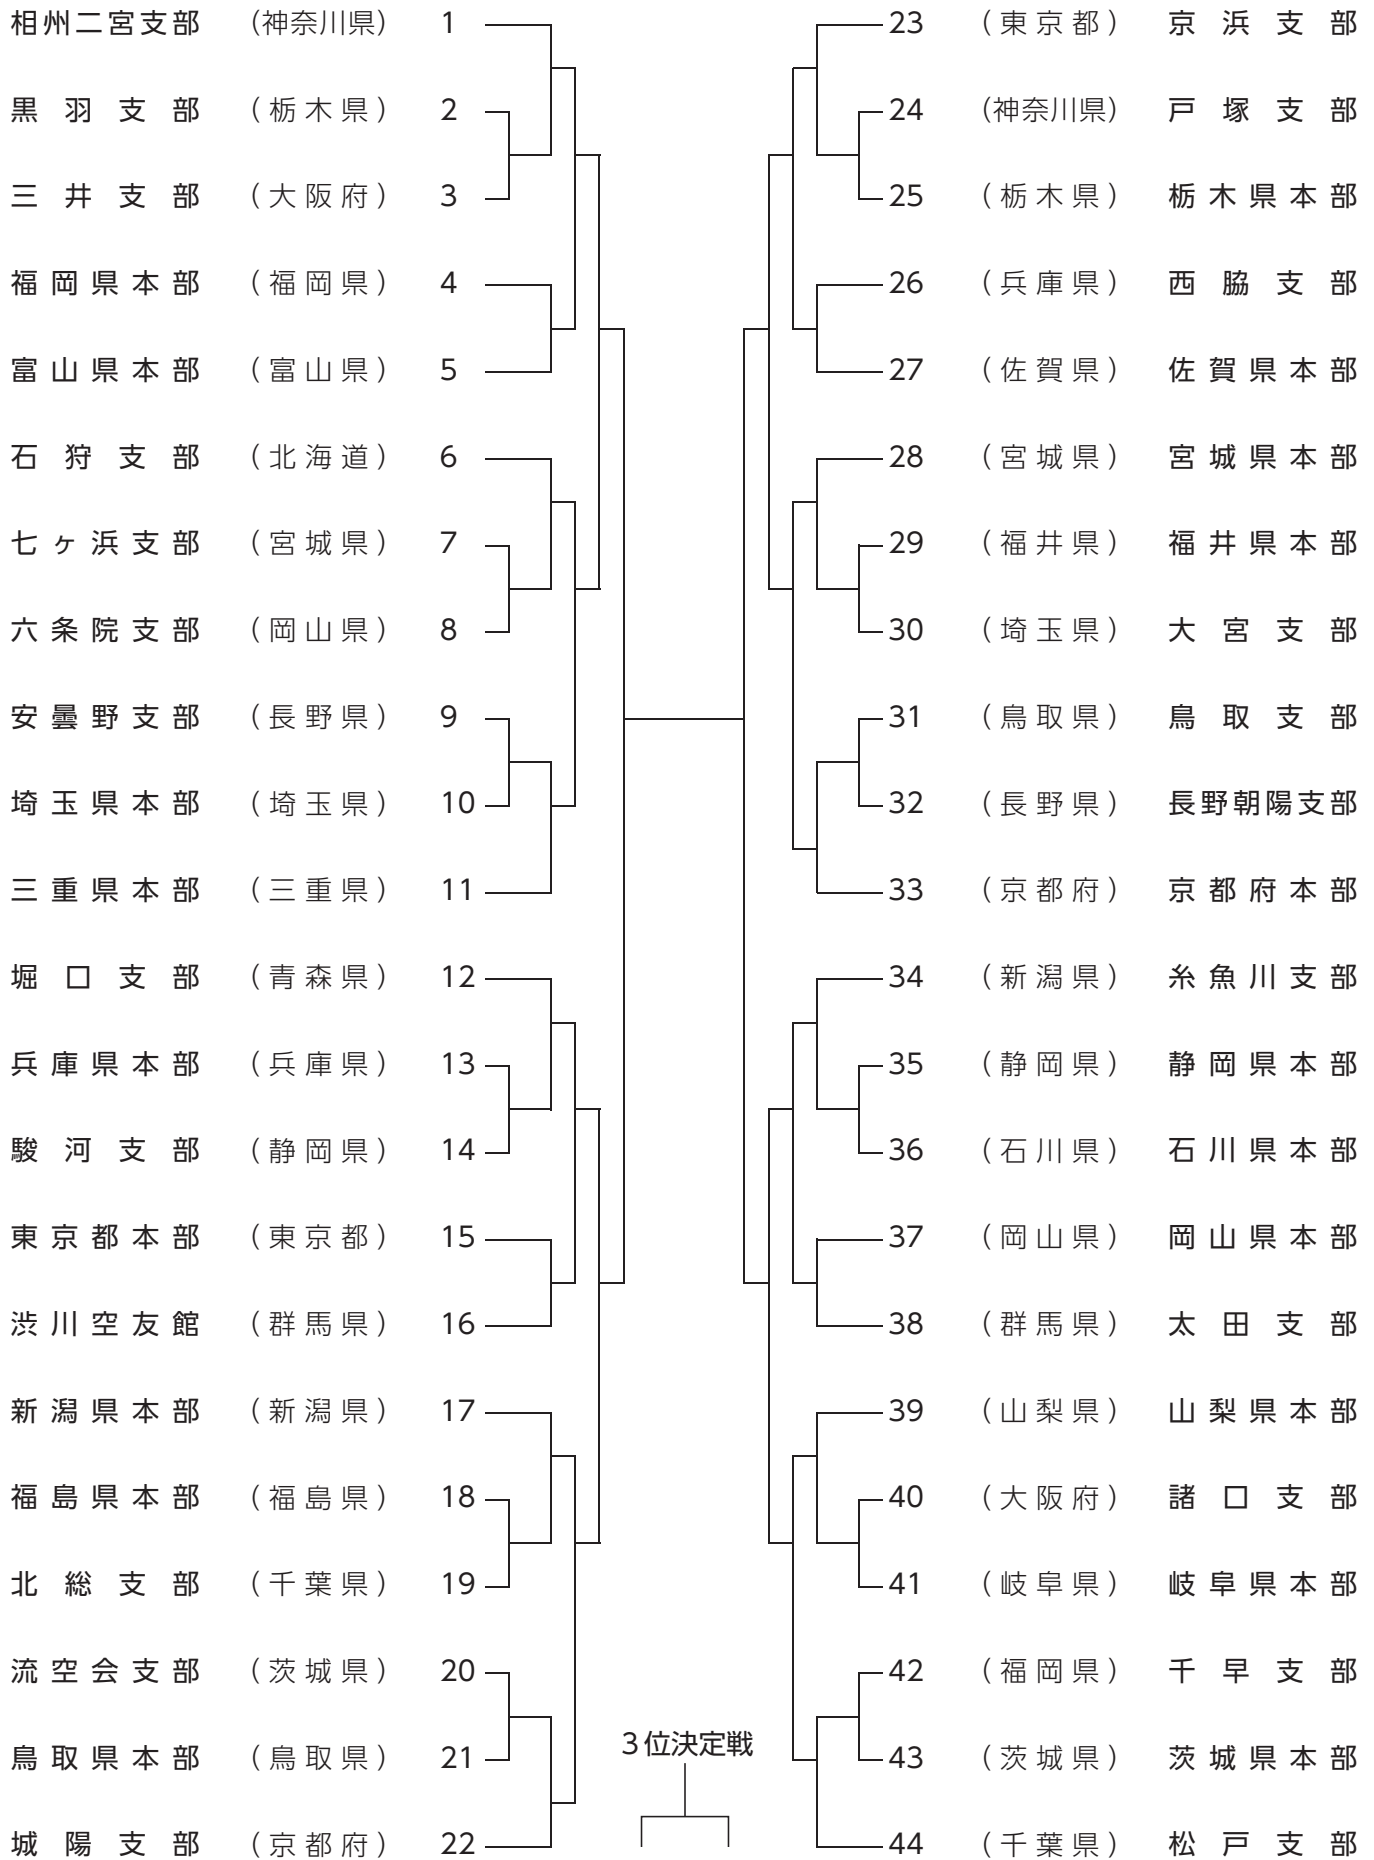 相州二宮支部 (神奈川県) 1
黒羽支部 (栃木県) 2
三井支部 (大阪府) 3
福岡県本部 (福岡県) 4
富山県本部 (富山県) 5
石狩支部 (北海道) 6
七ヶ浜支部 (宮城県) 7
六条院支部 (岡山県) 8
安曇野支部 (長野県) 9
埼玉県本部 (埼玉県) 10
三重県本部 (三重県) 11
堀口支部 (青森県) 12
兵庫県本部 (兵庫県) 13
駿河支部 (静岡県) 14
東京都本部 (東京都) 15
渋川空友館 (群馬県) 16
新潟県本部 (新潟県) 17
福島県本部 (福島県) 18
北総支部 (千葉県) 19
流空会支部 (茨城県) 20
鳥取県本部 (鳥取県) 21
城陽支部 (京都府) 22
3位決定戦
23 (東京都) 京浜支部
24 (神奈川県) 戸塚支部
25 (栃木県) 栃木県本部
26 (兵庫県) 西脇支部
27 (佐賀県) 佐賀県本部
28 (宮城県) 宮城県本部
29 (福井県) 福井県本部
30 (埼玉県) 大宮支部
31 (鳥取県) 鳥取支部
32 (長野県) 長野朝陽支部
33 (京都府) 京都府本部
34 (新潟県) 糸魚川支部
35 (静岡県) 静岡県本部
36 (石川県) 石川県本部
37 (岡山県) 岡山県本部
38 (群馬県) 太田支部
39 (山梨県) 山梨県本部
40 (大阪府) 諸口支部
41 (岐阜県) 岐阜県本部
42 (福岡県) 千早支部
43 (茨城県) 茨城県本部
44 (千葉県) 松戸支部